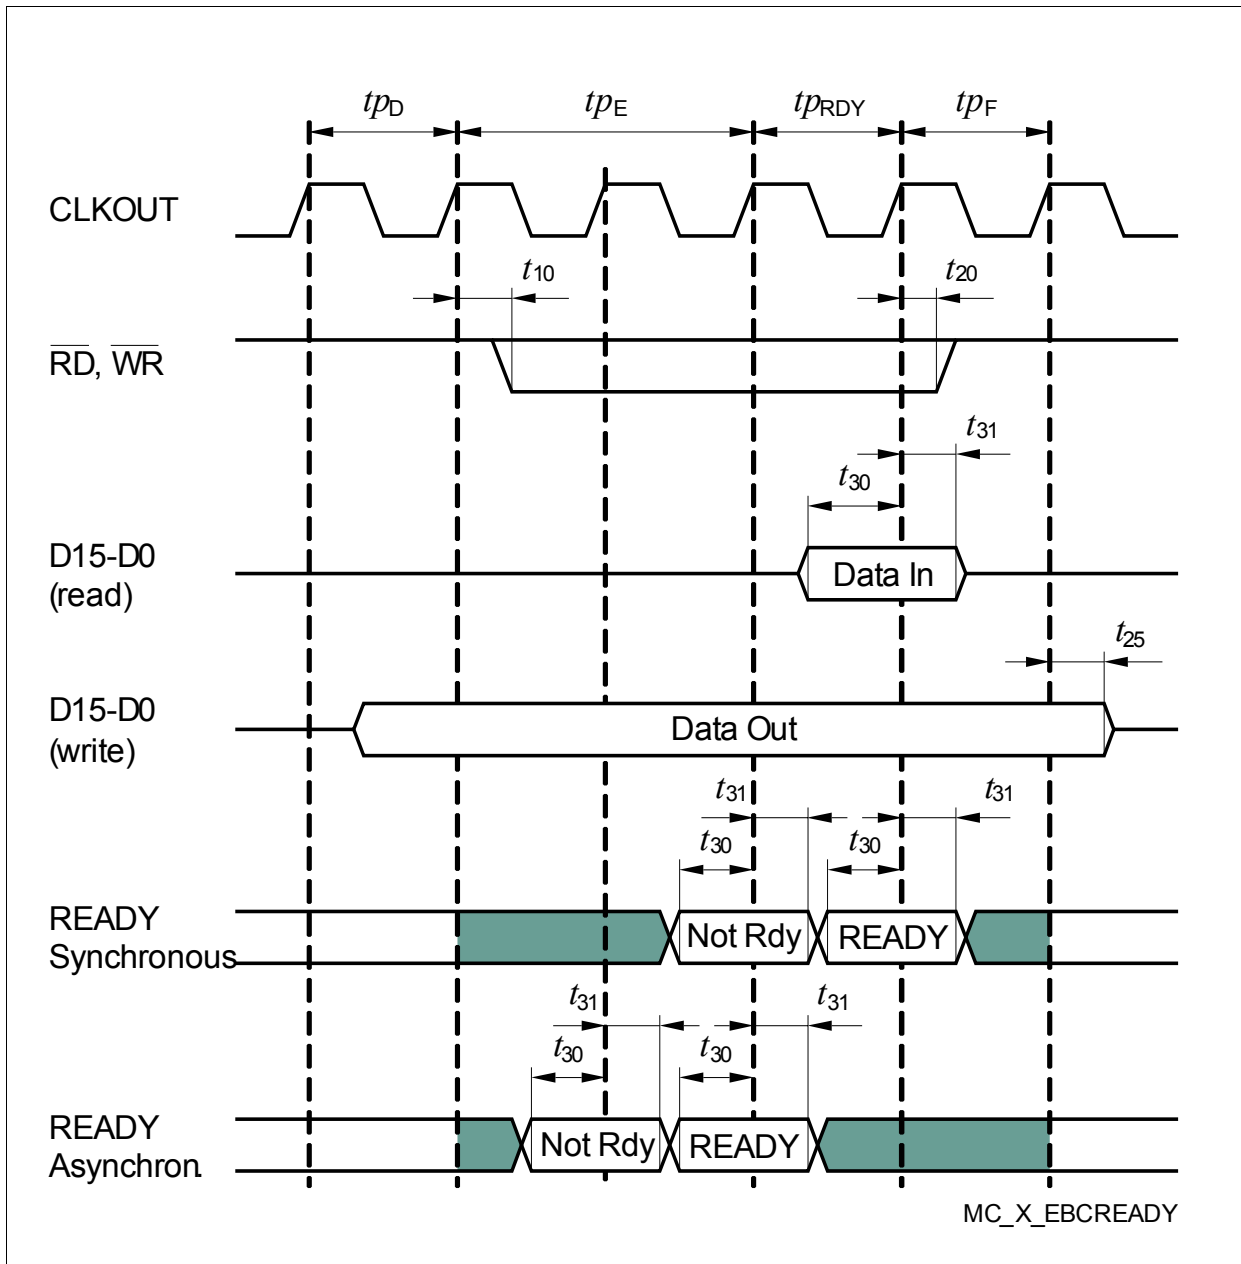 tpD tpE tpRDY tpF
CLKOUT
t10 t20
RD, WR
t31
t30
D15-D0
(read)
Data In
t25
D15-D0
(write)
Data Out
t31 t31
t30 t30
READY
Synchronous
Not Rdy READY
t31 t31
t30 t30
READY
Asynchron.
Not Rdy READY
MC_X_EBCREADY